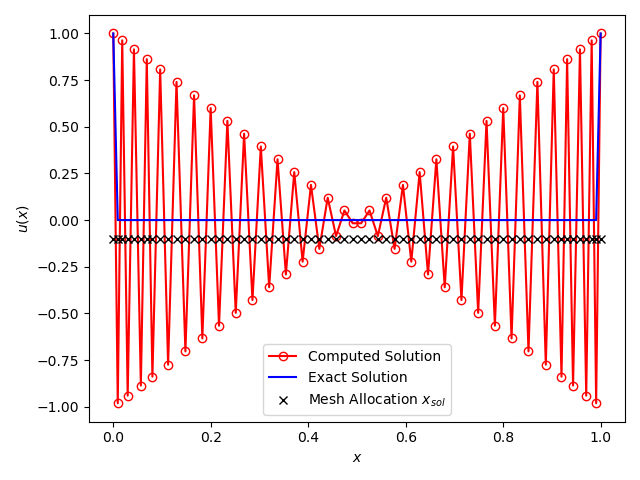 1.00
0.75
0.50
0.25
0.00
−0.25
−0.50
−0.75
−1.00
u(x)
Computed Solution
Exact Solution
Mesh Allocation x_sol
0.0 0.2 0.4 0.6 0.8 1.0
x